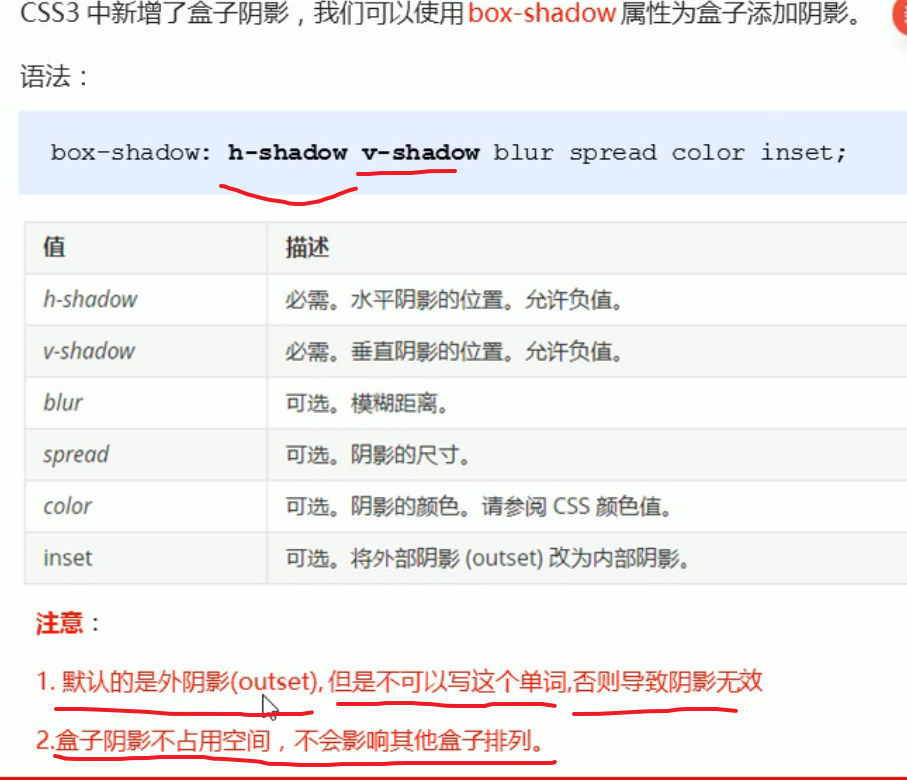 CSS3 中新增了盒子阴影，我们可以使用box-shadow属性为盒子添加阴影。
语法：
box-shadow: h-shadow v-shadow blur spread color inset;
值 描述
h-shadow 必需。水平阴影的位置。允许负值。
v-shadow 必需。垂直阴影的位置。允许负值。
blur 可选。模糊距离。
spread 可选。阴影的尺寸。
color 可选。阴影的颜色。请参阅 CSS 颜色值。
inset 可选。将外部阴影 (outset) 改为内部阴影。
注意：
1. 默认的是外阴影(outset), 但是不可以写这个单词,否则导致阴影无效
2.盒子阴影不占用空间，不会影响其他盒子排列。